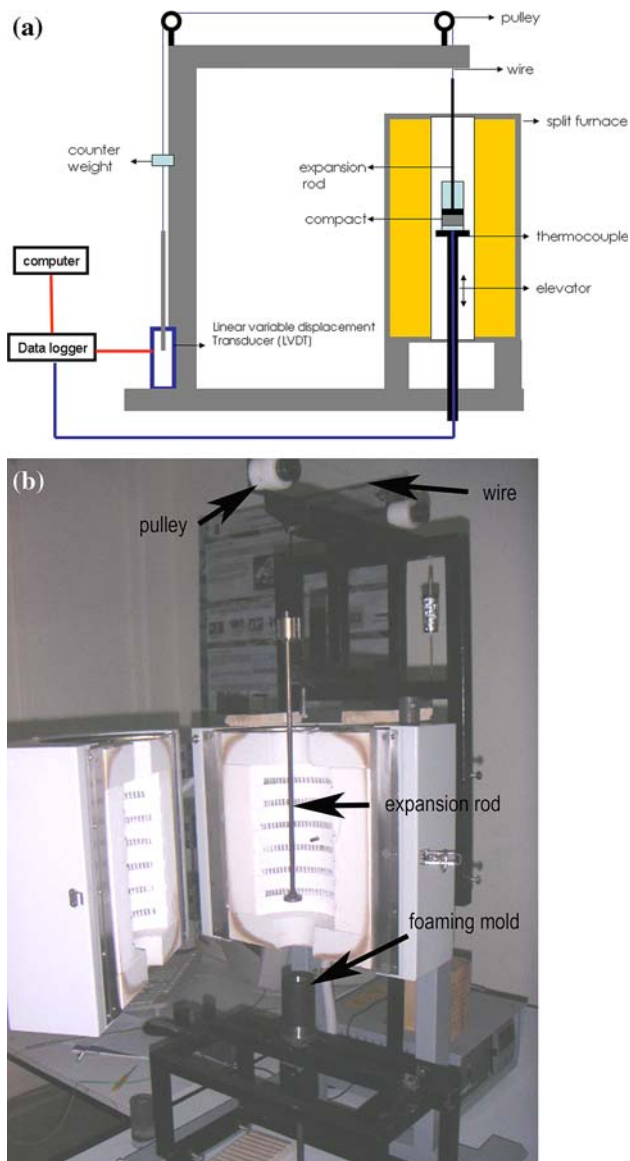 (a)
pulley
wire
split furnace
counter
weight
expansion
rod
compact
thermocouple
elevator
computer
Data logger
Linear variable displacement
Transducer (LVDT)
(b)
pulley
wire
expansion rod
foaming mold